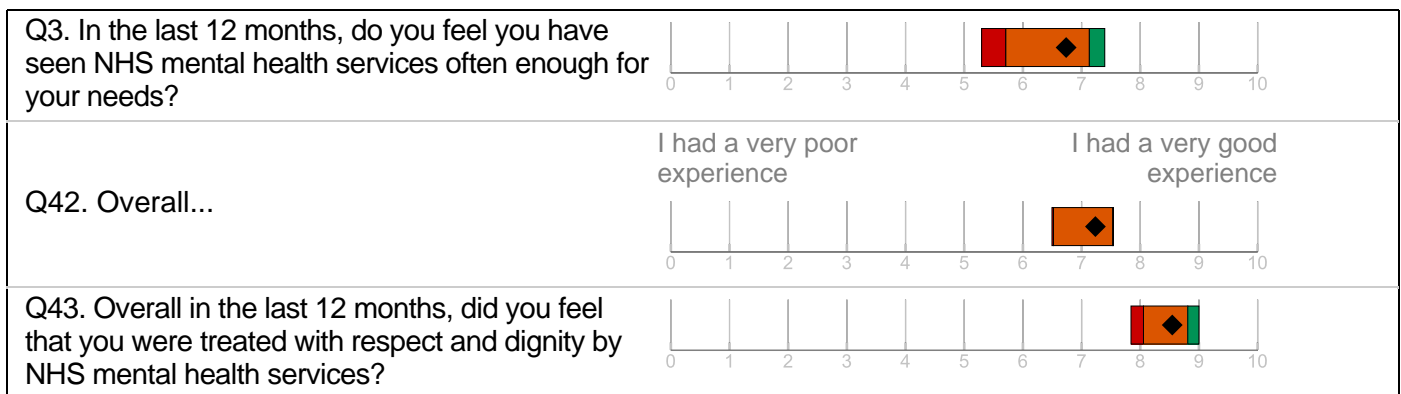 Q3. In the last 12 months, do you feel you have
seen NHS mental health services often enough for
your needs?
0 1 2 3 4 5 6 7 8 9 10
I had a very poor
experience
I had a very good
experience
Q42. Overall...
0 1 2 3 4 5 6 7 8 9 10
Q43. Overall in the last 12 months, did you feel
that you were treated with respect and dignity by
NHS mental health services?
0 1 2 3 4 5 6 7 8 9 10